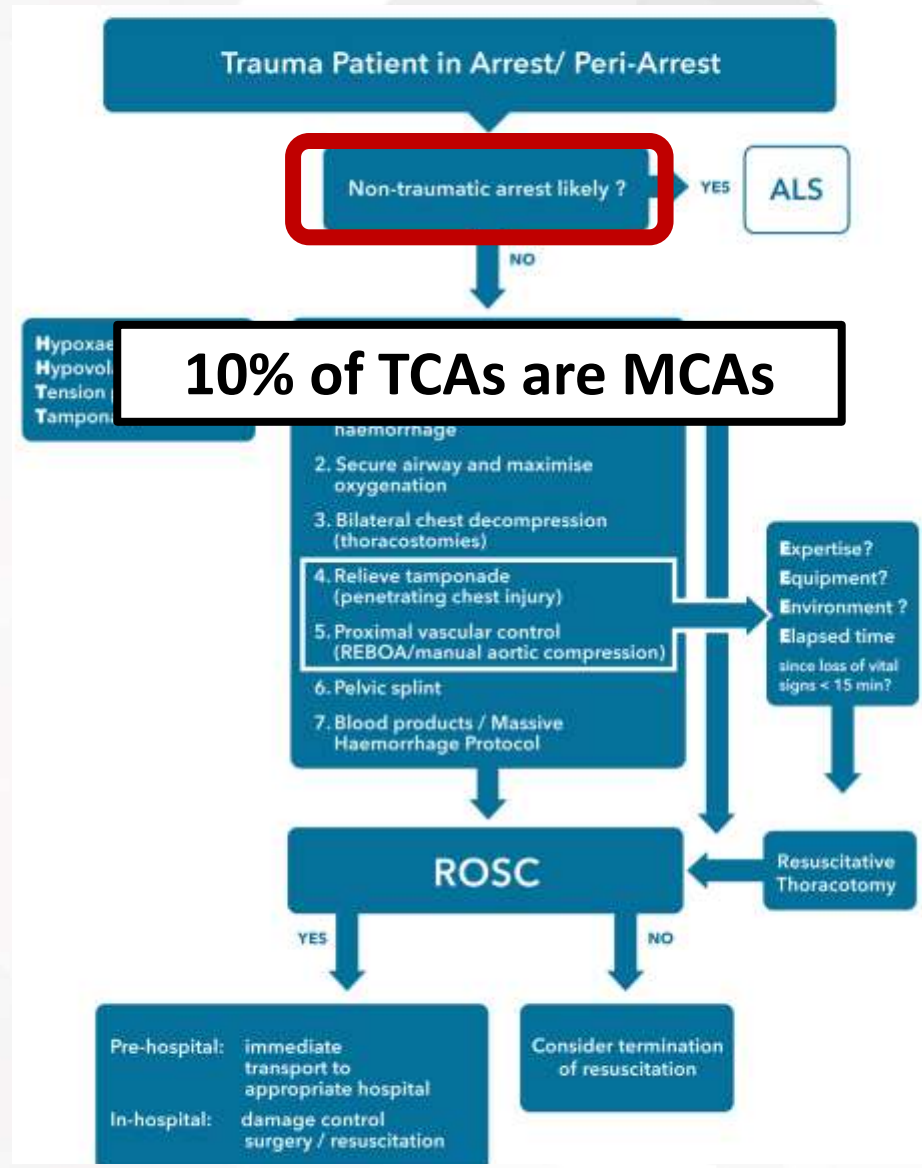 Trauma Patient in Arrest/ Peri-Arrest
Non-traumatic arrest likely ?
YES
ALS
NO
10% of TCAs are MCAs
Tension
haemorrhage
2. Secure airway and maximise
oxygenation
3. Bilateral chest decompression
(thoracostomies)
4. Relieve tamponade
(penetrating chest injury)
5. Proximal vascular control
(REBOA/manual aortic compression)
6. Pelvic splint
7. Blood products / Massive
Haemorrhage Protocol
Expertise?
Equipment?
Environment ?
Elapsed time
since loss of vital
signs < 15 min?
ROSC
Resuscitative
Thoracotomy
YES
NO
Pre-hospital: immediate
transport to
appropriate hospital
In-hospital: damage control
surgery / resuscitation
Consider termination
of resuscitation